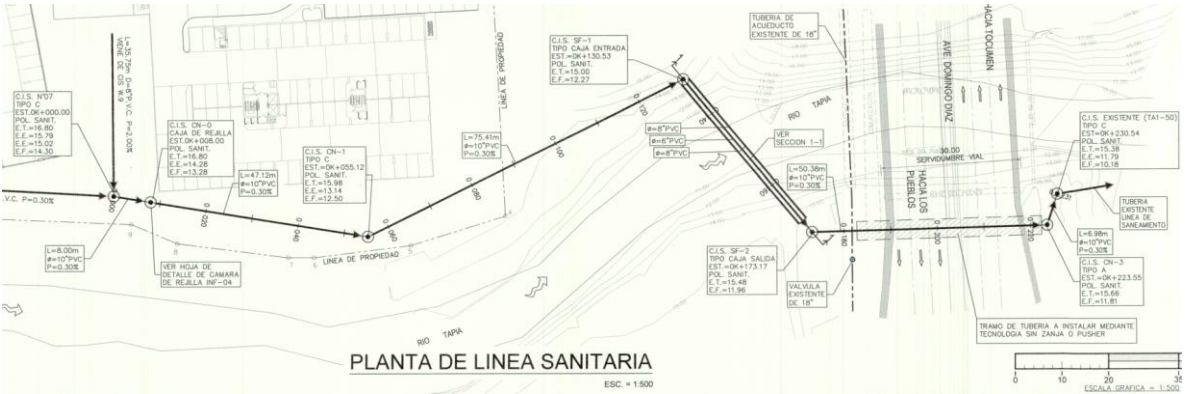 L=35.75m D=8"P.V.C. P=2.00%
VIENE DE CIS W.9
C.I.S. N°07
TIPO C
EST.0K+000.00
POL. SANIT.
E.T.=16.80
E.E.=15.79
E.E.=15.02
E.F.=14.30
.V.C. P=0.30%
L=8.00m
ø=10"PVC
P=0.30%
C.I.S. CN-0
CAJA DE REJILLA
EST.0K+008.00
POL. SANIT.
E.T.=16.80
E.E.=14.28
E.F.=13.28
VER HOJA DE
DETALLE DE CAMARA
DE REJILLA INF-04
L=47.12m
ø=10"PVC
P=0.30%
C.I.S. CN-1
TIPO C
EST.=0K+055.12
POL. SANIT.
E.T.=15.98
E.E.=13.14
E.F.=12.50
LINEA DE PROPIEDAD
L=75.41m
ø=10"PVC
P=0.30%
LINEA DE PROPIEDAD
C.I.S. SF-1
TIPO CAJA ENTRADA
EST.=0K+130.53
POL. SANIT.
E.T.=15.00
E.F.=12.27
RIO TAPIA
ø=8"PVC
ø=6"PVC
ø=8"PVC
VER
SECCION 1-1
TUBERIA DE
ACUEDUCTO
EXISTENTE DE 16"
L=50.38m
ø=10"PVC
P=0.30%
C.I.S. SF-2
TIPO CAJA SALIDA
EST.=0K+173.17
POL. SANIT.
E.T.=15.48
E.F.=11.96
VALVULA
EXISTENTE
DE 18"
AVE. DOMINGO DIAZ
HACIA TOCUMEN
30.00
SERVIDUMBRE VIAL
HACIA LOS
PUEBLOS
C.I.S. EXISTENTE (TA1-50)
TIPO C
EST=0K+230.54
POL. SANIT.
E.T.=15.38
E.E.=11.79
E.F.=10.18
TUBERIA
EXISTENTE
LINEA DE
SANEAMIENTO
L=6.98m
ø=10"PVC
P=0.30%
C.I.S. CN-3
TIPO A
EST=0K+223.55
POL. SANIT.
E.T.=15.66
E.F.=11.81
TRAMO DE TUBERIA A INSTALAR MEDIANTE
TECNOLOGIA SIN ZANJA O PUSHER
RIO TAPIA
PLANTA DE LINEA SANITARIA
ESC. = 1:500
0 10 20 35
ESCALA GRAFICA = 1:500